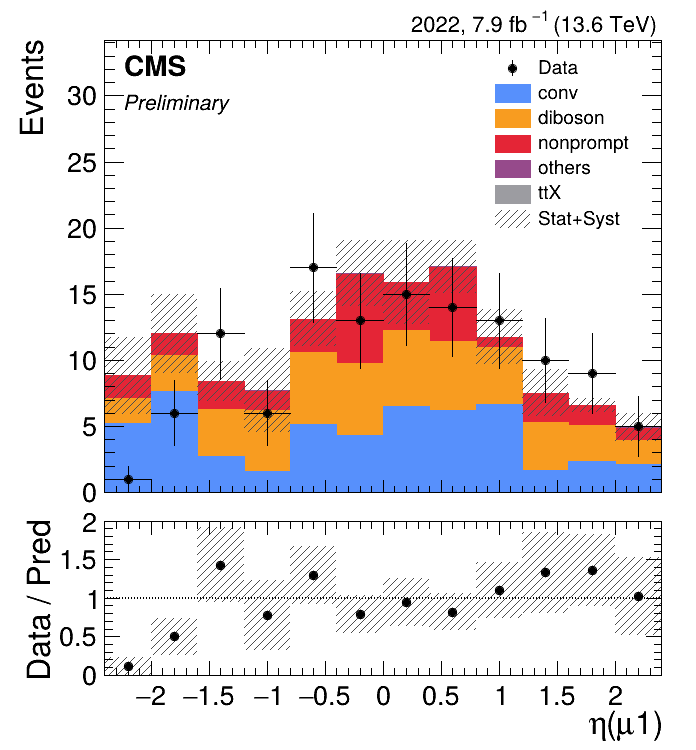 2022, 7.9 fb⁻¹ (13.6 TeV)
CMS
Preliminary
Events
Data
conv
diboson
nonprompt
others
ttX
Stat+Syst
30
25
20
15
10
5
0
Data / Pred
2
1.5
1
0.5
0
−2 −1.5 −1 −0.5 0 0.5 1 1.5 2
η(μ1)